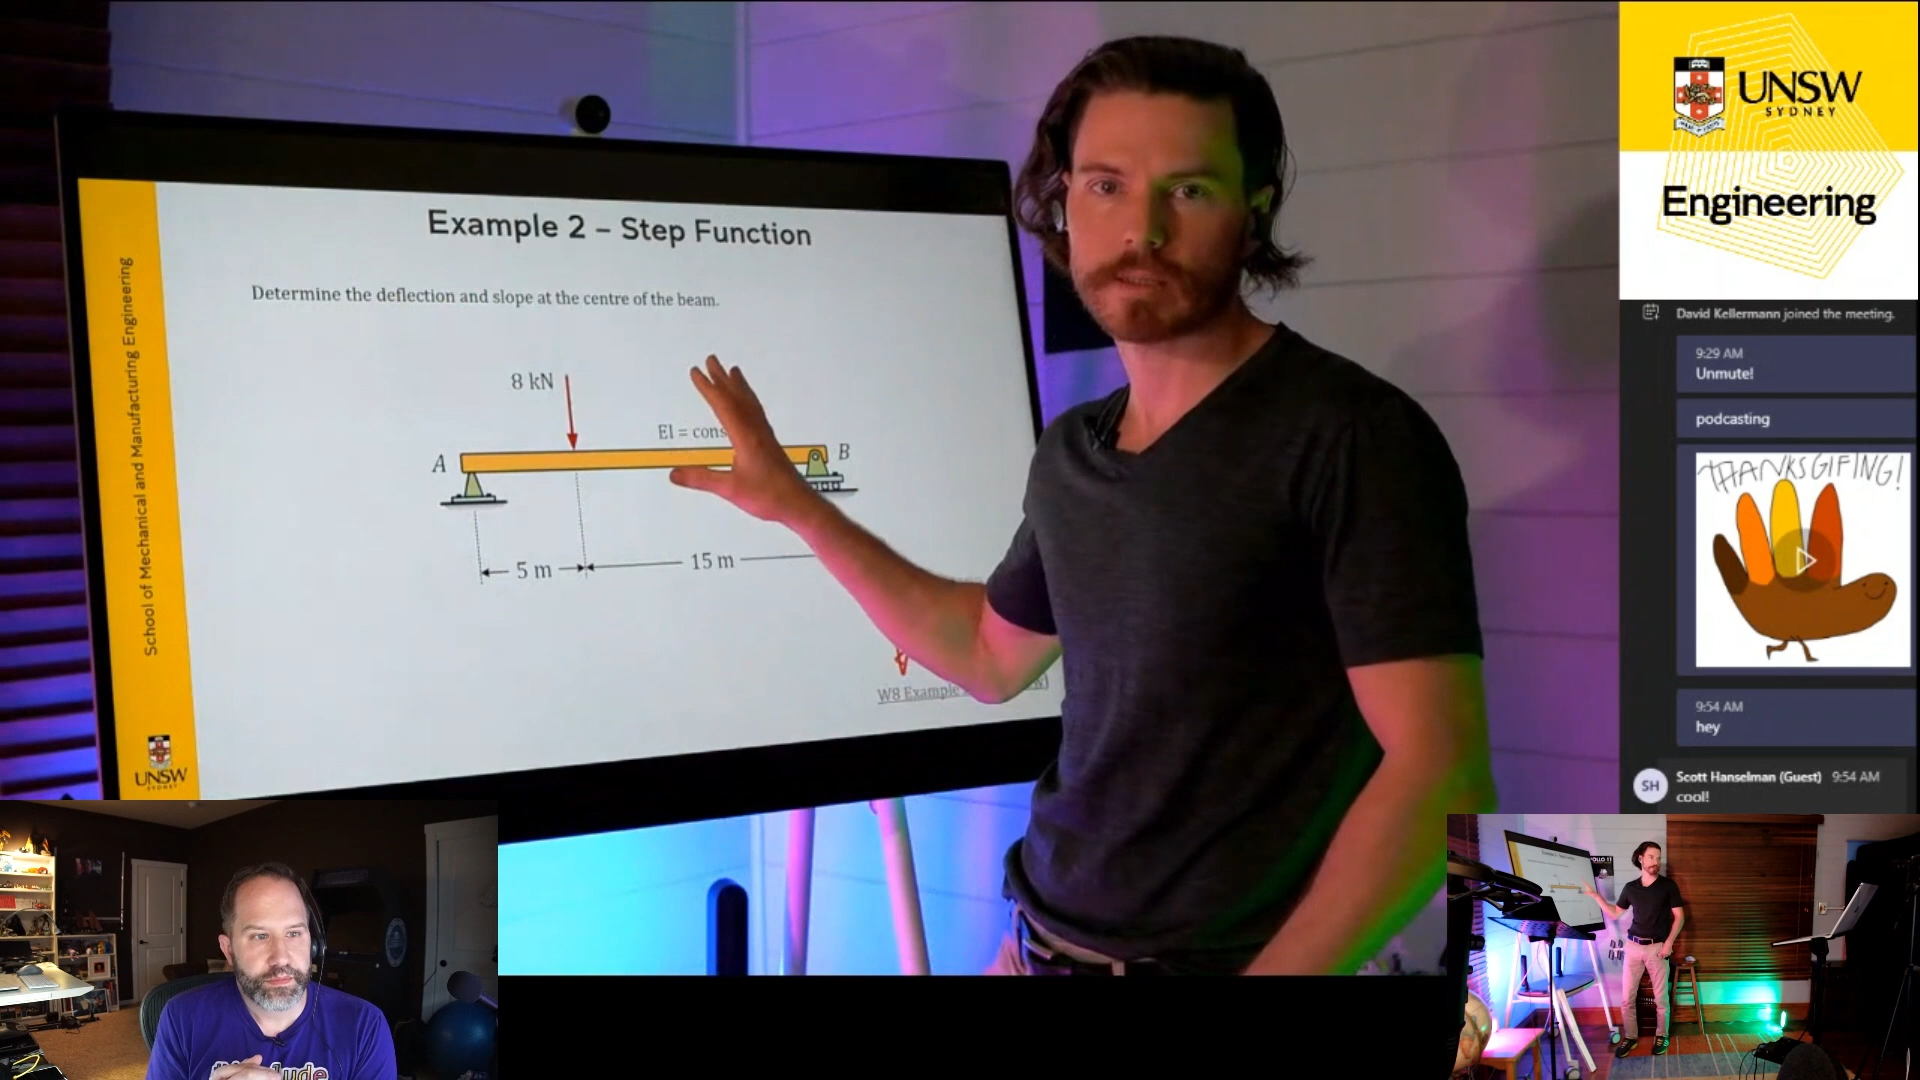 Example 2 – Step Function
Determine the deflection and slope at the centre of the beam.
8 kN
EI = cons
A
B
5 m
15 m
W8 Example
School of Mechanical and Manufacturing Engineering
UNSW
SYDNEY
UNSW
SYDNEY
Engineering
David Kellermann joined the meeting.
9:29 AM
Unmute!
podcasting
THANKSGIFING!
9:54 AM
hey
SH
Scott Hanselman (Guest) 9:54 AM
cool!